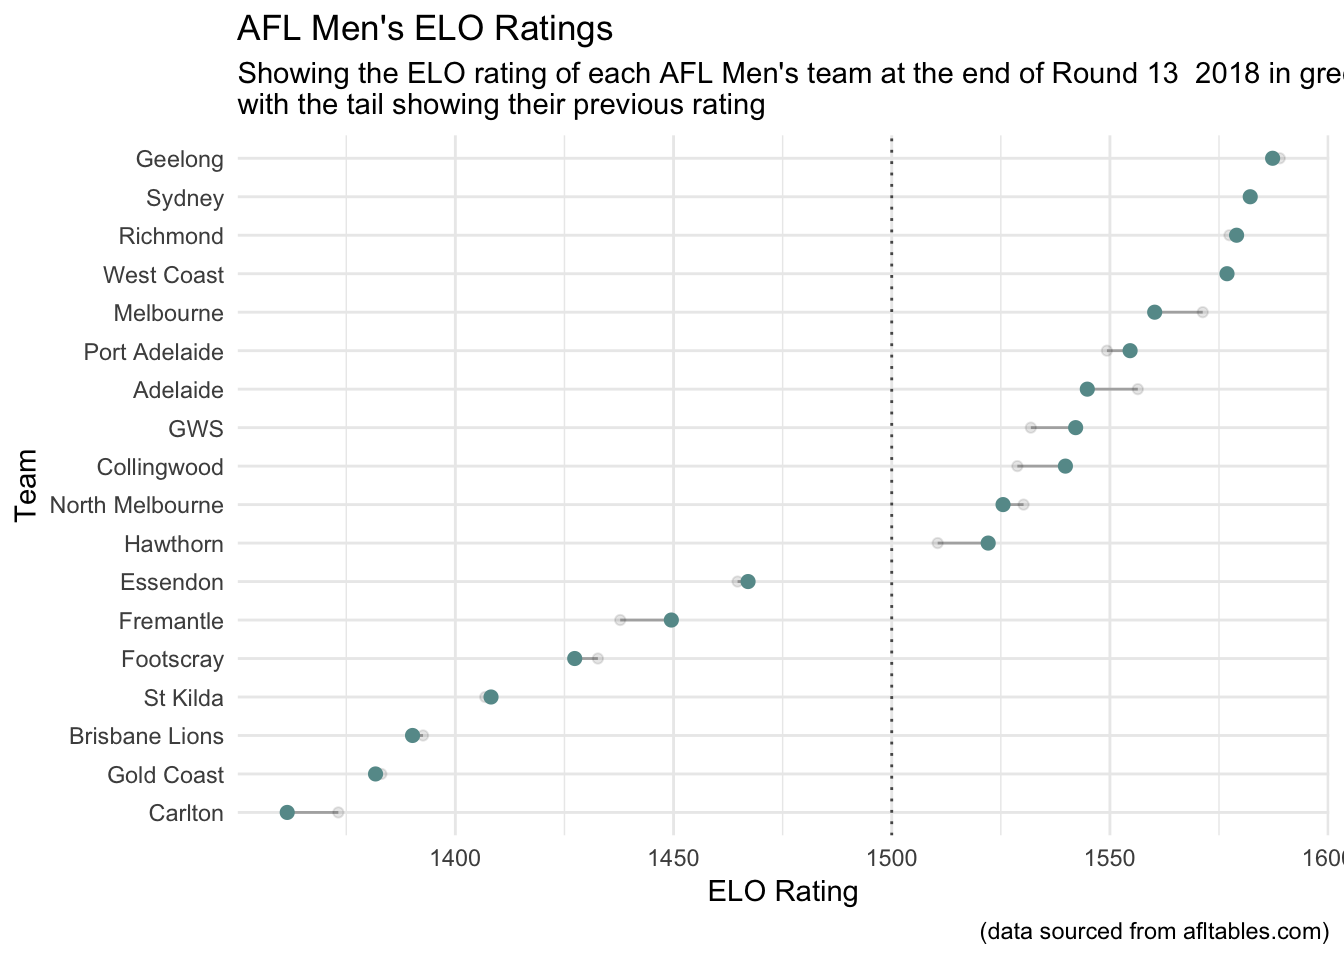 AFL Men's ELO Ratings
Showing the ELO rating of each AFL Men's team at the end of Round 13  2018 in
with the tail showing their previous rating
Geelong
Sydney
Richmond
West Coast
Melbourne
Port Adelaide
Adelaide
GWS
Collingwood
North Melbourne
Hawthorn
Essendon
Fremantle
Footscray
St Kilda
Brisbane Lions
Gold Coast
Carlton
Team
1400 1450 1500 1550
ELO Rating
(data sourced from afltables.com)